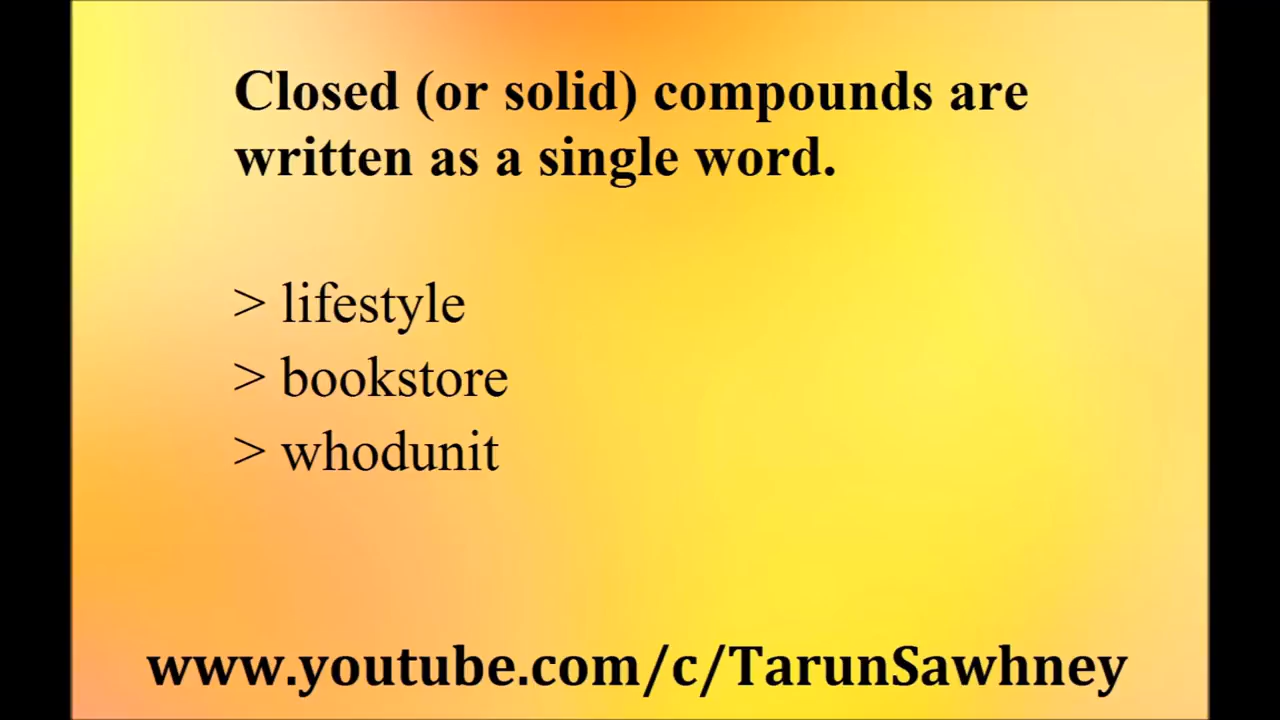 Closed (or solid) compounds are
written as a single word.
> lifestyle
> bookstore
> whodunit
www.youtube.com/c/TarunSawhney